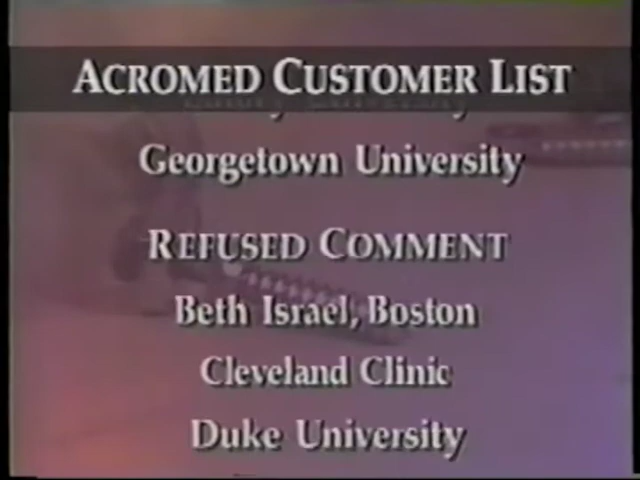 ACROMED CUSTOMER LIST
Georgetown University
REFUSED COMMENT
Beth Israel, Boston
Cleveland Clinic
Duke University